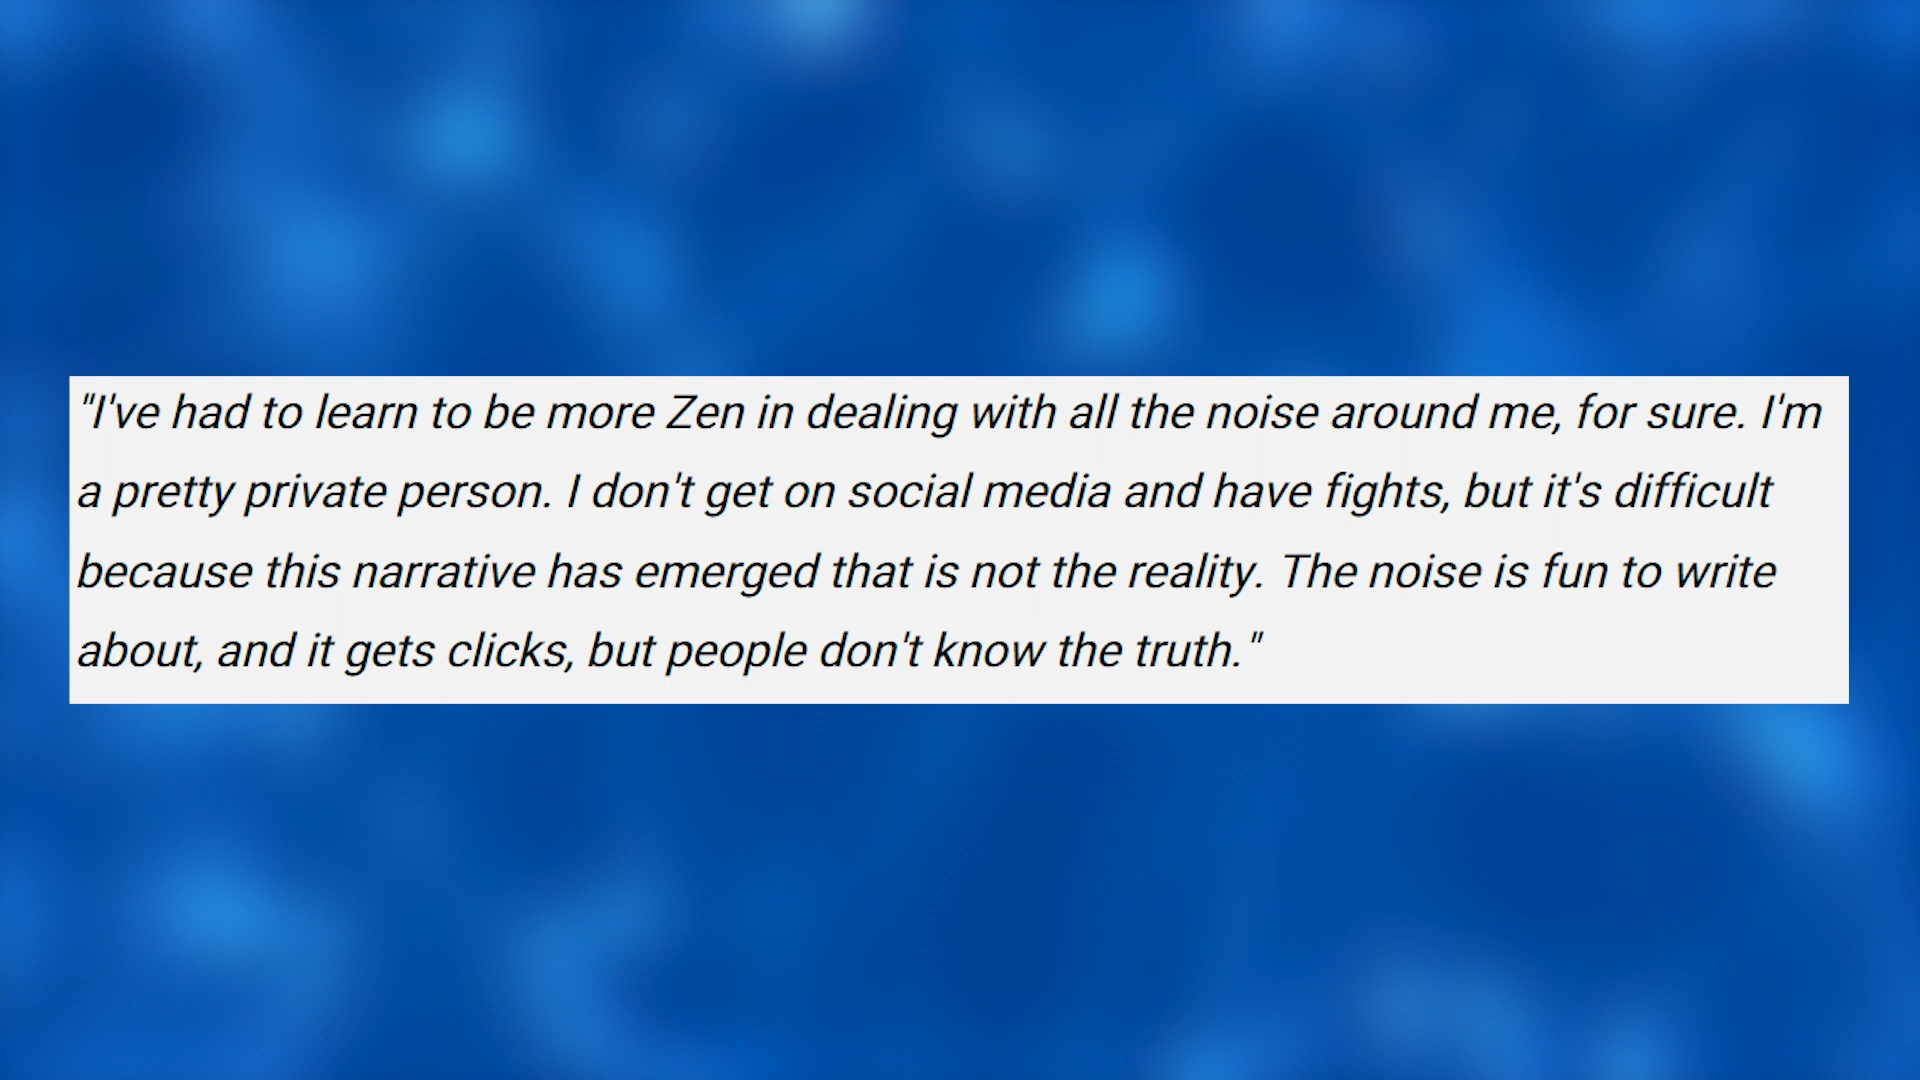 "I've had to learn to be more Zen in dealing with all the noise around me, for sure. I'm
a pretty private person. I don't get on social media and have fights, but it's difficult
because this narrative has emerged that is not the reality. The noise is fun to write
about, and it gets clicks, but people don't know the truth."